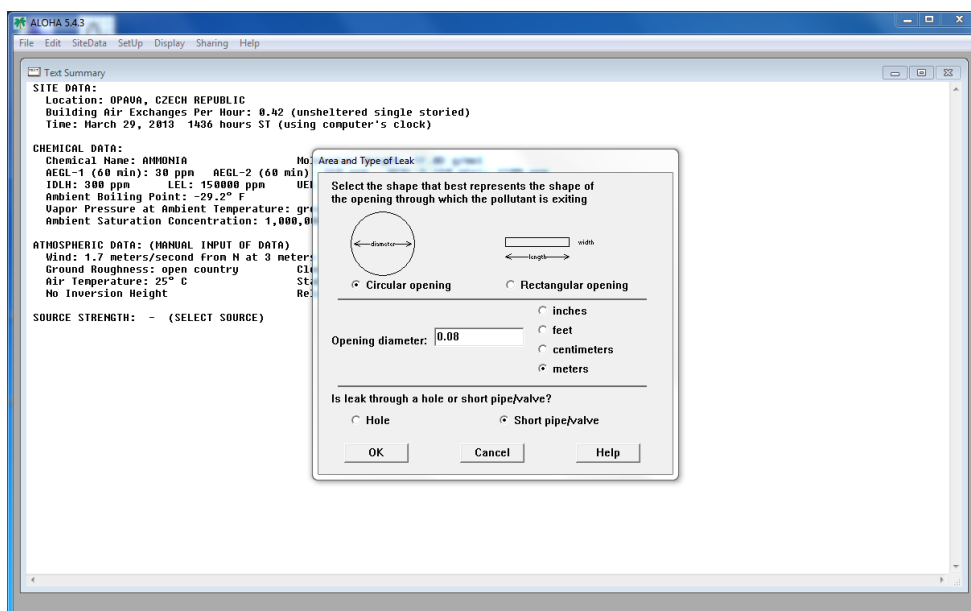 ALOHA 5.4.3
File Edit SiteData SetUp Display Sharing Help
Text Summary
SITE DATA:
Location: OPAVA, CZECH REPUBLIC
Building Air Exchanges Per Hour: 0.42 (unsheltered single storied)
Time: March 29, 2013 1436 hours ST (using computer's clock)
CHEMICAL DATA:
Chemical Name: AMMONIA Mol
AEGL-1 (60 min): 30 ppm AEGL-2 (60 min)
IDLH: 300 ppm LEL: 150000 ppm UEL
Ambient Boiling Point: -29.2° F
Vapor Pressure at Ambient Temperature: gre
Ambient Saturation Concentration: 1,000,00
ATMOSPHERIC DATA: (MANUAL INPUT OF DATA)
Wind: 1.7 meters/second from N at 3 meters
Ground Roughness: open country Clo
Air Temperature: 25° C Sta
No Inversion Height Rel
SOURCE STRENGTH: - (SELECT SOURCE)
Area and Type of Leak
Select the shape that best represents the shape of
the opening through which the pollutant is exiting
diameter
width
length
Circular opening Rectangular opening
inches
feet
Opening diameter: 0.08
centimeters
meters
Is leak through a hole or short pipe/valve?
Hole Short pipe/valve
OK Cancel Help